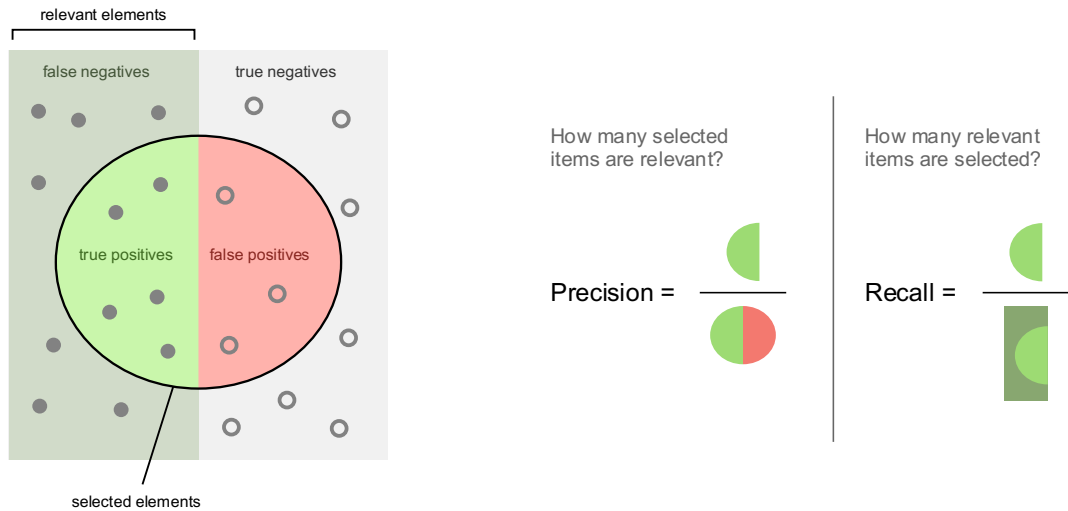 relevant elements
false negatives
true negatives
true positives
false positives
selected elements
How many selected
items are relevant?
Precision =
How many relevant
items are selected?
Recall =